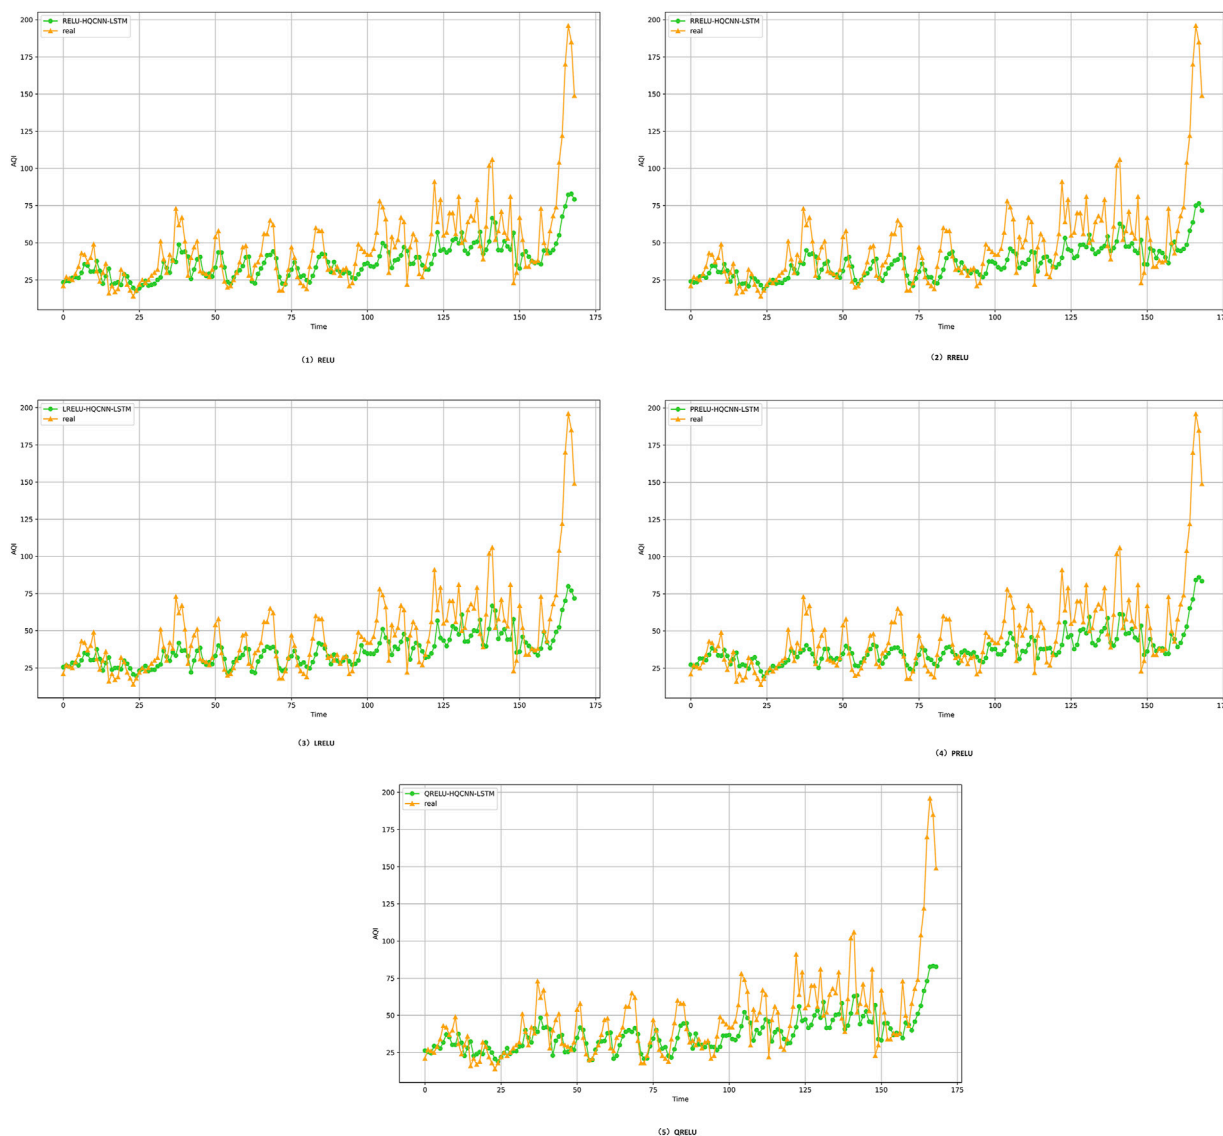 RELU-HQCNN-LSTM
real
200
175
150
125
100
75
50
25
AQI
0 25 50 75 100 125 150 175
Time
（1）RELU
RRELU-HQCNN-LSTM
real
200
175
150
125
100
75
50
25
AQI
0 25 50 75 100 125 150 175
Time
（2）RRELU
LRELU-HQCNN-LSTM
real
200
175
150
125
100
75
50
25
AQI
0 25 50 75 100 125 150 175
Time
（3）LRELU
PRELU-HQCNN-LSTM
real
200
175
150
125
100
75
50
25
AQI
0 25 50 75 100 125 150 175
Time
（4）PRELU
QRELU-HQCNN-LSTM
real
200
175
150
125
100
75
50
25
AQI
0 25 50 75 100 125 150 175
Time
（5）QRELU